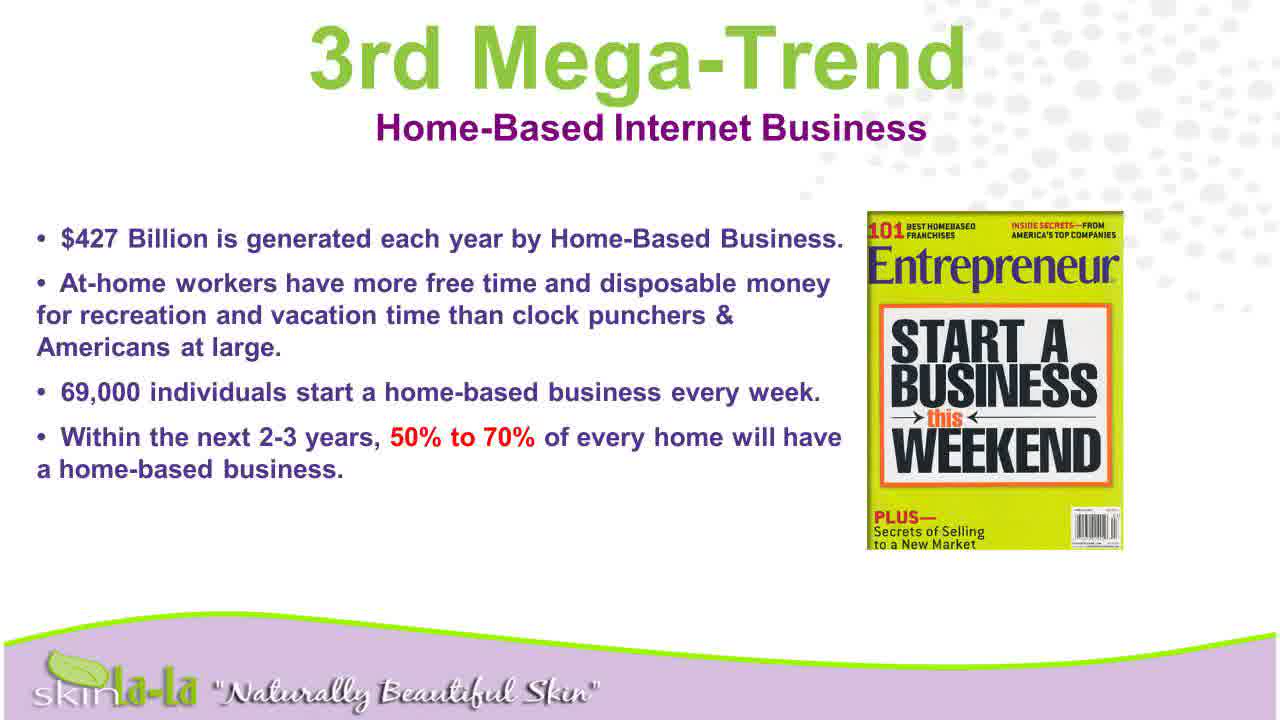 3rd Mega-Trend
Home-Based Internet Business
• $427 Billion is generated each year by Home-Based Business.
• At-home workers have more free time and disposable money
for recreation and vacation time than clock punchers &
Americans at large.
• 69,000 individuals start a home-based business every week.
• Within the next 2-3 years, 50% to 70% of every home will have
a home-based business.
101 BEST HOMEBASED
FRANCHISES
INSIDE SECRETS—FROM
AMERICA'S TOP COMPANIES
Entrepreneur
START A
BUSINESS
this
WEEKEND
PLUS—
Secrets of Selling
to a New Market
skin la-la "Naturally Beautiful Skin"